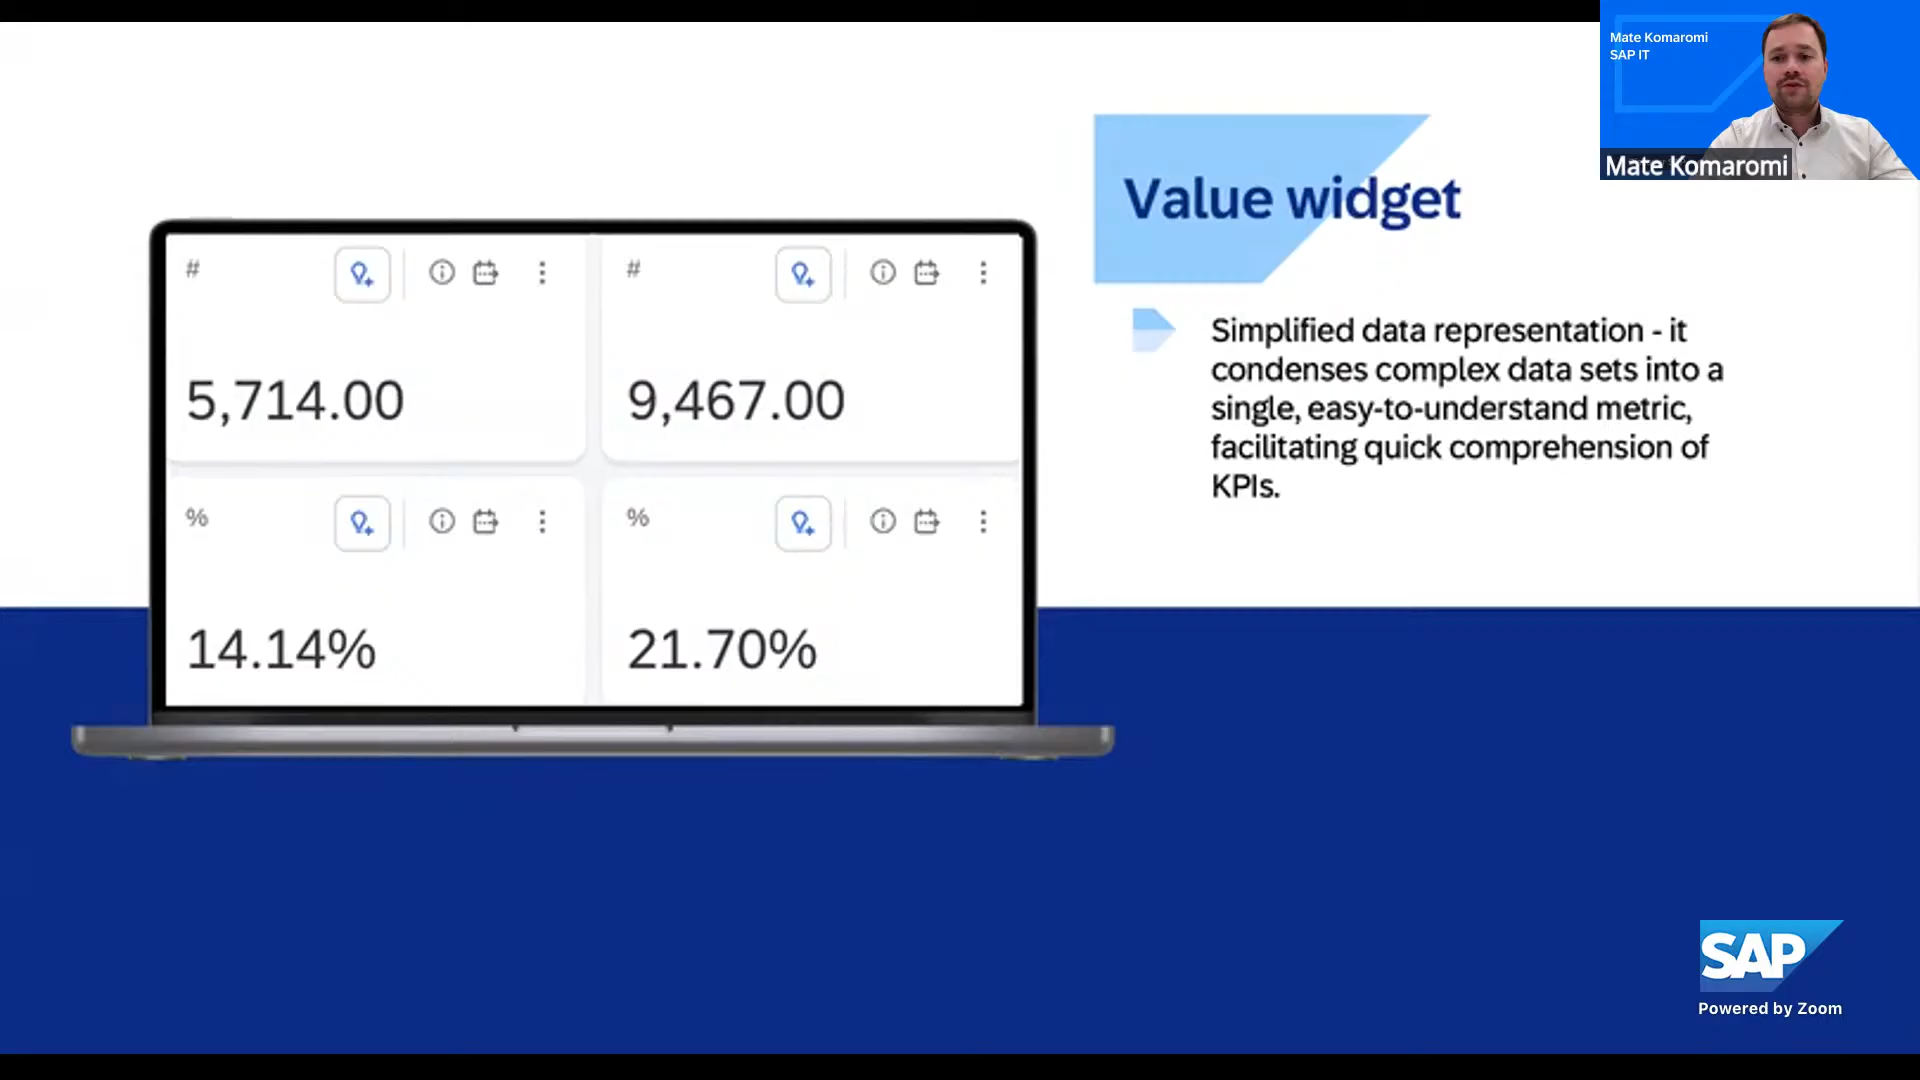 Mate Komaromi
SAP IT
Mate Komaromi
Value widget
Simplified data representation - it
condenses complex data sets into a
single, easy-to-understand metric,
facilitating quick comprehension of
KPIs.
#
5,714.00
#
9,467.00
%
14.14%
%
21.70%
SAP
Powered by Zoom